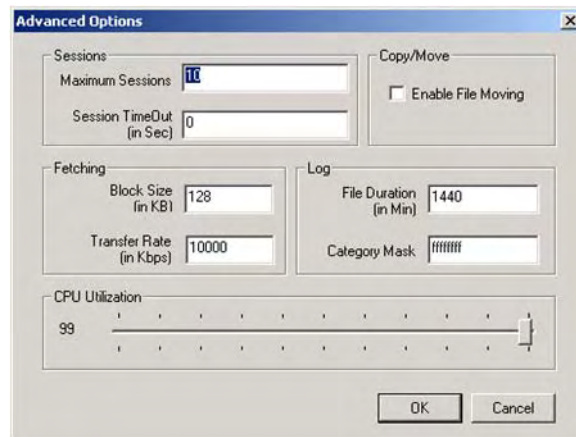 Advanced Options
Sessions
Maximum Sessions 10
Session TimeOut
(in Sec) 0
Copy/Move
Enable File Moving
Fetching
Block Size
(in KB) 128
Transfer Rate
(in Kbps) 10000
Log
File Duration
(in Min) 1440
Category Mask ffffffff
CPU Utilization
99
OK Cancel